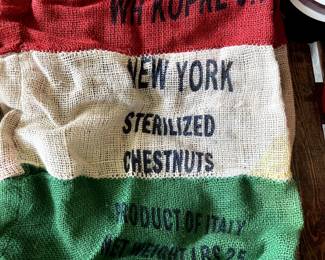 NEW YORK
STERILIZED
CHESTNUTS
PRODUCT OF ITALY
NET WEIGHT LBS 25